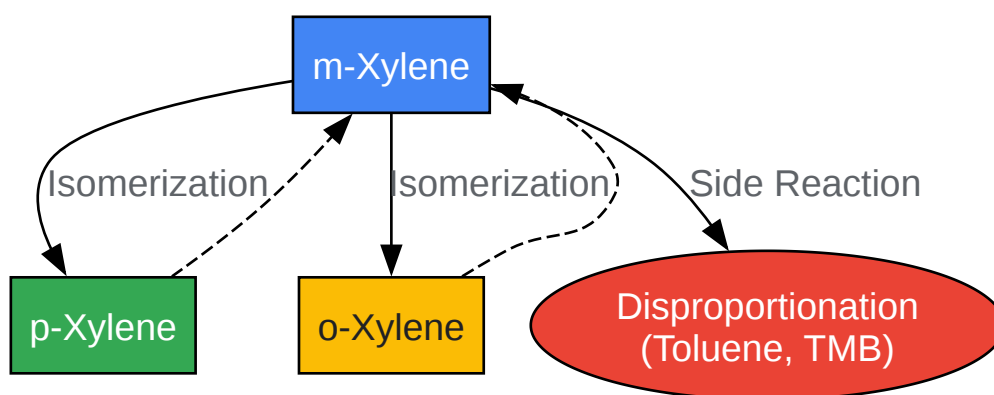 m-Xylene
Isomerization
Isomerization
Side Reaction
p-Xylene
o-Xylene
Disproportionation
(Toluene, TMB)